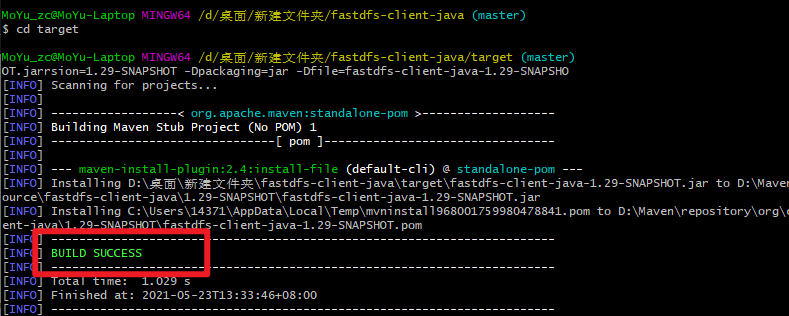 MoYu_zc@MoYu-Laptop MINGW64 /d/桌面/新建文件夹/fastdfs-client-java (master)
$ cd target
MoYu_zc@MoYu-Laptop MINGW64 /d/桌面/新建文件夹/fastdfs-client-java/target (master)
OT.jarrsion=1.29-SNAPSHOT -Dpackaging=jar -Dfile=fastdfs-client-java-1.29-SNAPSHO
[INFO] Scanning for projects...
[INFO]
[INFO] ------------------< org.apache.maven:standalone-pom >-------------------
[INFO] Building Maven Stub Project (No POM) 1
[INFO] --------------------------------[ pom ]---------------------------------
[INFO]
[INFO] --- maven-install-plugin:2.4:install-file (default-cli) @ standalone-pom ---
[INFO] Installing D:\桌面\新建文件夹\fastdfs-client-java\target\fastdfs-client-java-1.29-SNAPSHOT.jar to D:\Maven
ource\fastdfs-client-java\1.29-SNAPSHOT\fastdfs-client-java-1.29-SNAPSHOT.jar
[INFO] Installing C:\Users\14371\AppData\Local\Temp\mvninstall968001759980478841.pom to D:\Maven\repository\org\c
ent-java\1.29-SNAPSHOT\fastdfs-client-java-1.29-SNAPSHOT.pom
[INFO] ------------------------------------------------------------------------
[INFO] BUILD SUCCESS
[INFO] ------------------------------------------------------------------------
[INFO] Total time:  1.029 s
[INFO] Finished at: 2021-05-23T13:33:46+08:00
[INFO] ------------------------------------------------------------------------